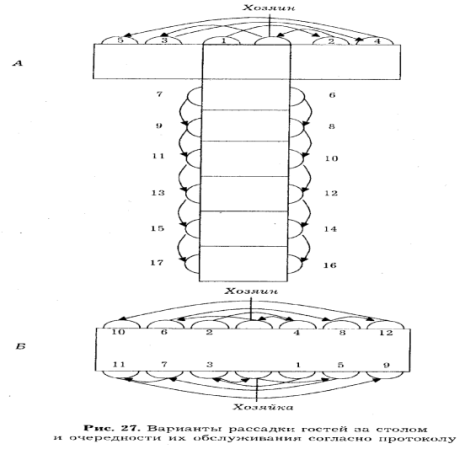 Хозяин
5 3 1 2 4
А
7 6
9 8
11 10
13 12
15 14
17 16
Хозяин
10 6 2 4 8 12
Б
11 7 3 1 5 9
Хозяйка
Рис. 27. Варианты рассадки гостей за столом
и очередности их обслуживания согласно протоколу